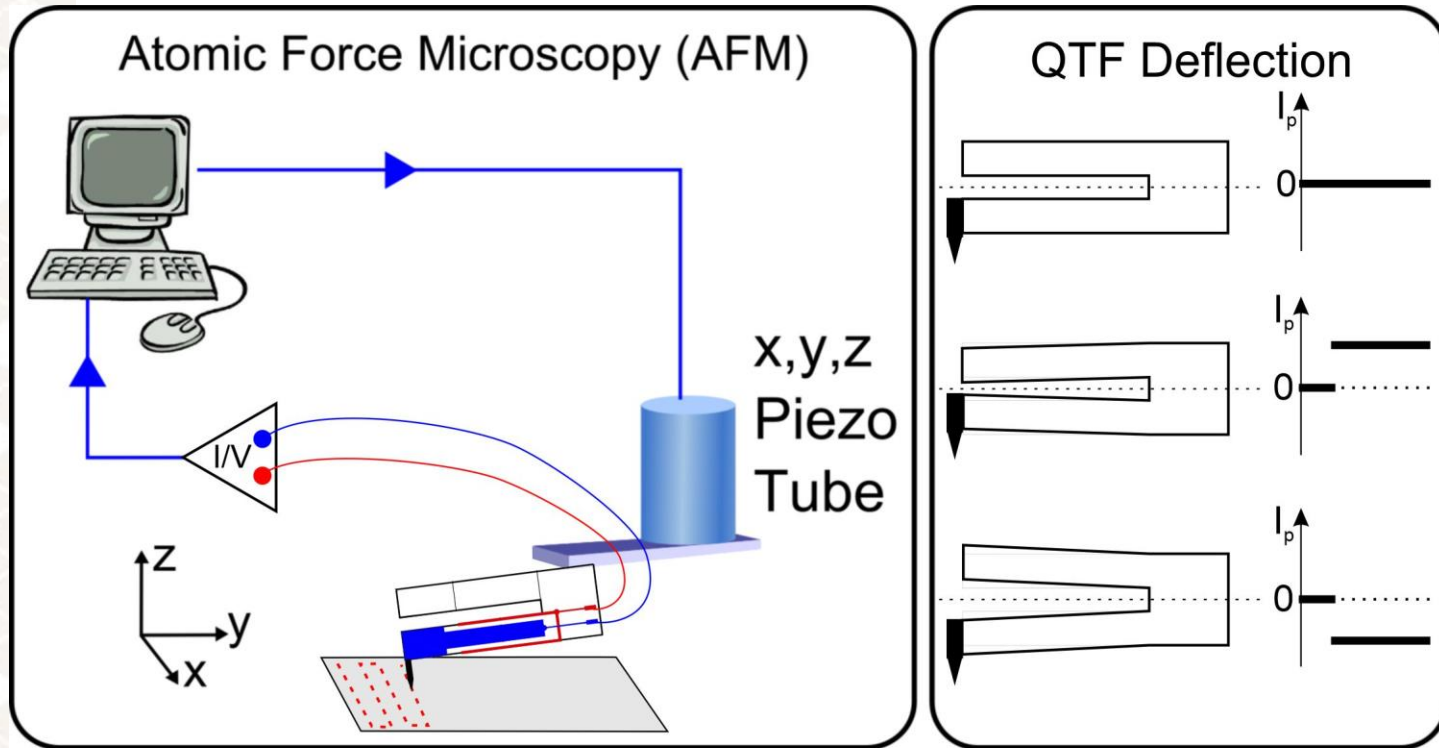 Atomic Force Microscopy (AFM)
x,y,z
Piezo
Tube
I/V
z
y
x
QTF Deflection
Ip
0
Ip
0
Ip
0